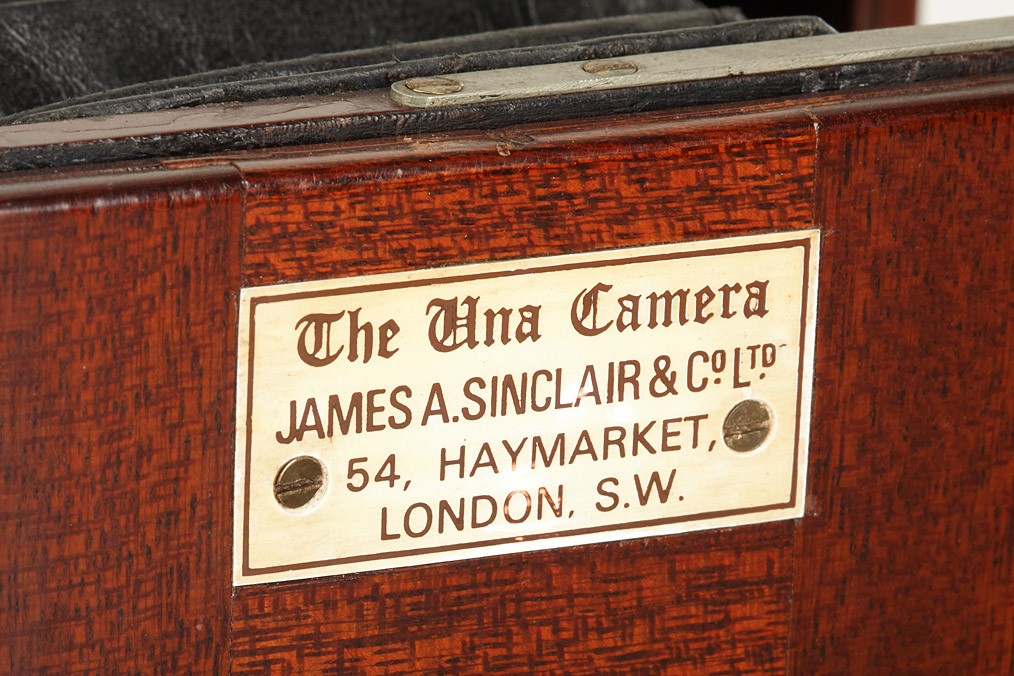 The Una Camera
JAMES A. SINCLAIR & Co. LTD.
54, HAYMARKET,
LONDON, S.W.